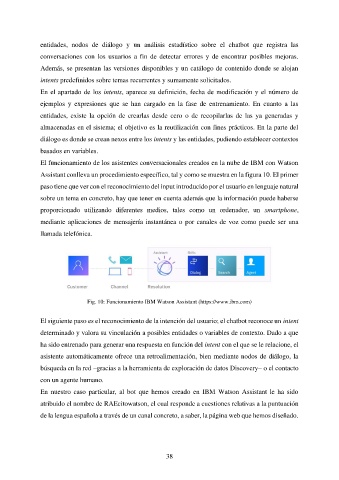 entidades, nodos de diálogo y un análisis estadístico sobre el chatbot que registra las
conversaciones con los usuarios a fin de detectar errores y de encontrar posibles mejoras.
Además, se presentan las versiones disponibles y un catálogo de contenido donde se alojan
intents predefinidos sobre temas recurrentes y sumamente solicitados.
En el apartado de los intents, aparece su definición, fecha de modificación y el número de
ejemplos y expresiones que se han cargado en la fase de entrenamiento. En cuanto a las
entidades, existe la opción de crearlas desde cero o de recopilarlas de las ya generadas y
almacenadas en el sistema; el objetivo es la reutilización con fines prácticos. En la parte del
diálogo es donde se crean nexos entre los intents y las entidades, pudiendo establecer contextos
basados en variables.
El funcionamiento de los asistentes conversacionales creados en la nube de IBM con Watson
Assistant conlleva un procedimiento específico, tal y como se muestra en la figura 10. El primer
paso tiene que ver con el reconocimiento del input introducido por el usuario en lenguaje natural
sobre un tema en concreto, hay que tener en cuenta además que la información puede haberse
proporcionado utilizando diferentes medios, tales como un ordenador, un smartphone,
mediante aplicaciones de mensajería instantánea o por canales de voz como puede ser una
llamada telefónica.
Dialog Search Agent
Customer Channel Resolution
Fig. 10: Funcionamiento IBM Watson Assistant (https://www.ibm.com)
El siguiente paso es el reconocimiento de la intención del usuario; el chatbot reconoce un intent
determinado y valora su vinculación a posibles entidades o variables de contexto. Dado a que
ha sido entrenado para generar una respuesta en función del intent con el que se le relacione, el
asistente automáticamente ofrece una retroalimentación, bien mediante nodos de diálogo, la
búsqueda en la red –gracias a la herramienta de exploración de datos Discovery– o el contacto
con un agente humano.
En nuestro caso particular, al bot que hemos creado en IBM Watson Assistant le ha sido
atribuido el nombre de RAEcitowatson, el cual responde a cuestiones relativas a la puntuación
de la lengua española a través de un canal concreto, a saber, la página web que hemos diseñado.
38